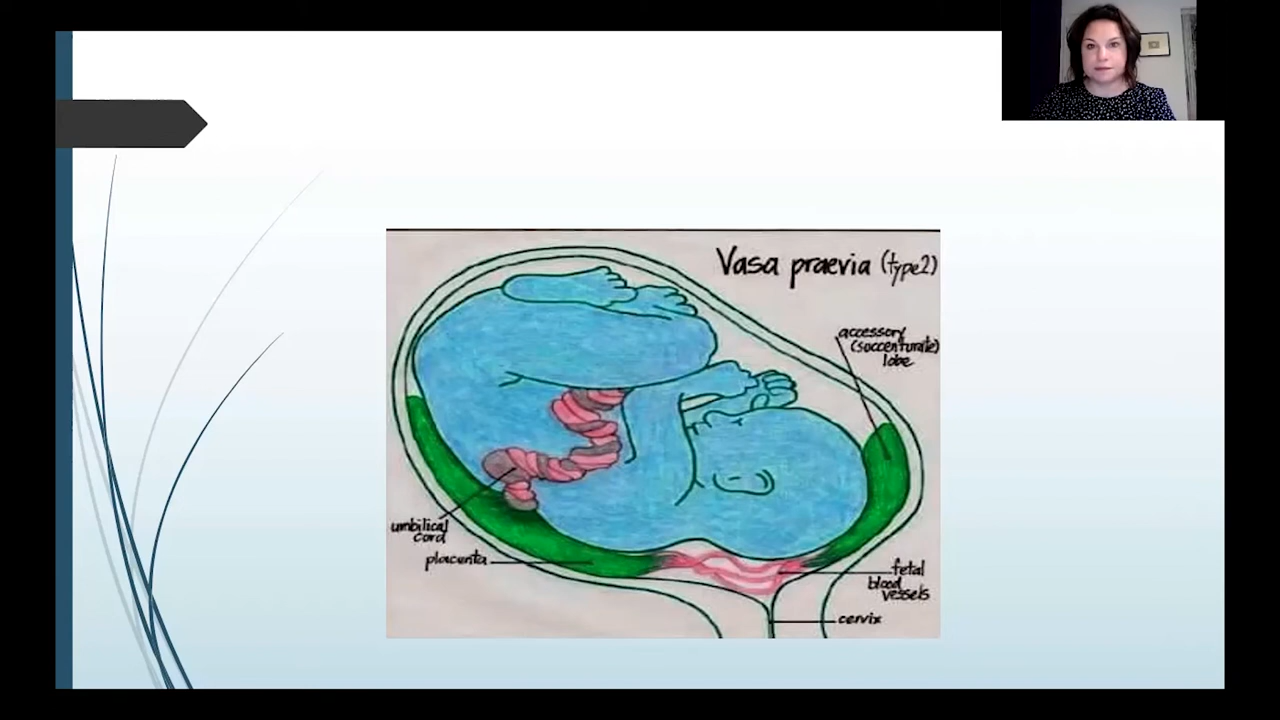 Vasa praevia (type2)
accessory
(succenturate)
lobe
umbilical
cord
placenta
fetal
blood
vessels
cervix